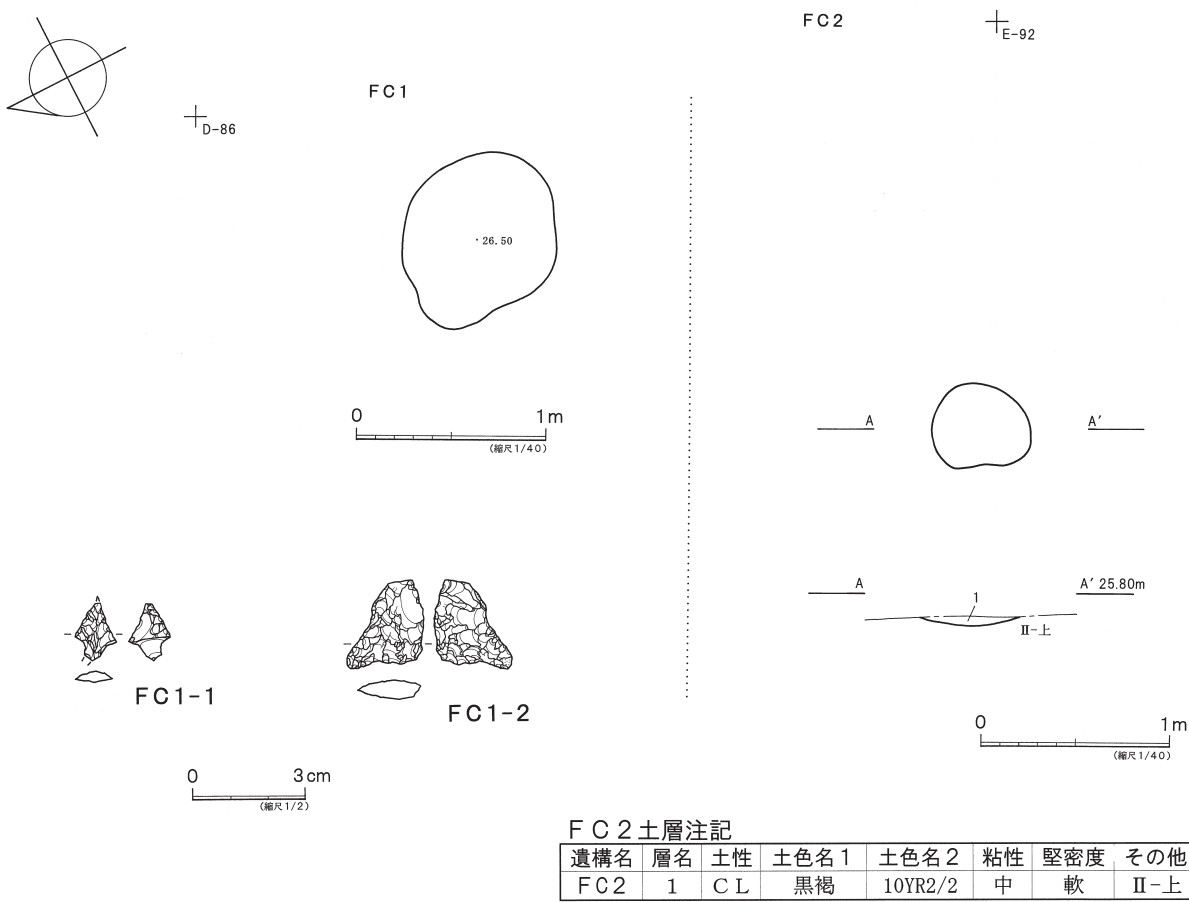 FC1
D-86
26.50
0 1m
(縮尺1/40)
FC1-1
FC1-2
0 3cm
(縮尺1/2)
FC2
E-92
A A′
A A′ 25.80m
1
Ⅱ-上
0 1m
(縮尺1/40)
FC2土層注記
遺構名 層名 土性 土色名1 土色名2 粘性 堅密度 その他
FC2 1 CL 黒褐 10YR2/2 中 軟 Ⅱ-上